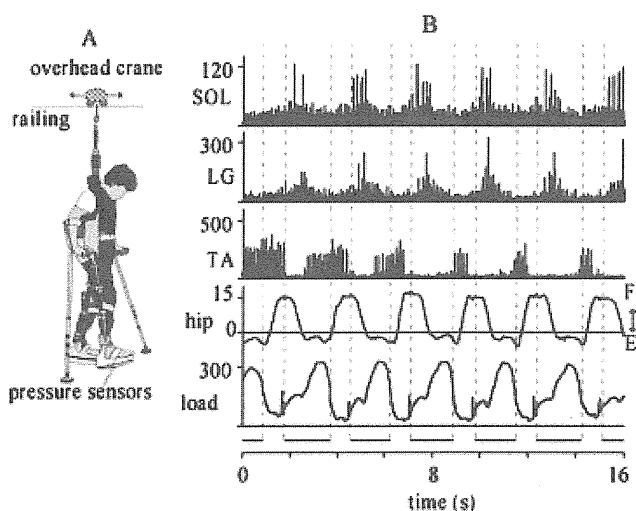 A
overhead crane
railing
pressure sensors
B
120
SOL
300
LG
500
TA
15
hip
0
F
E
300
load
0
8
16
time (s)